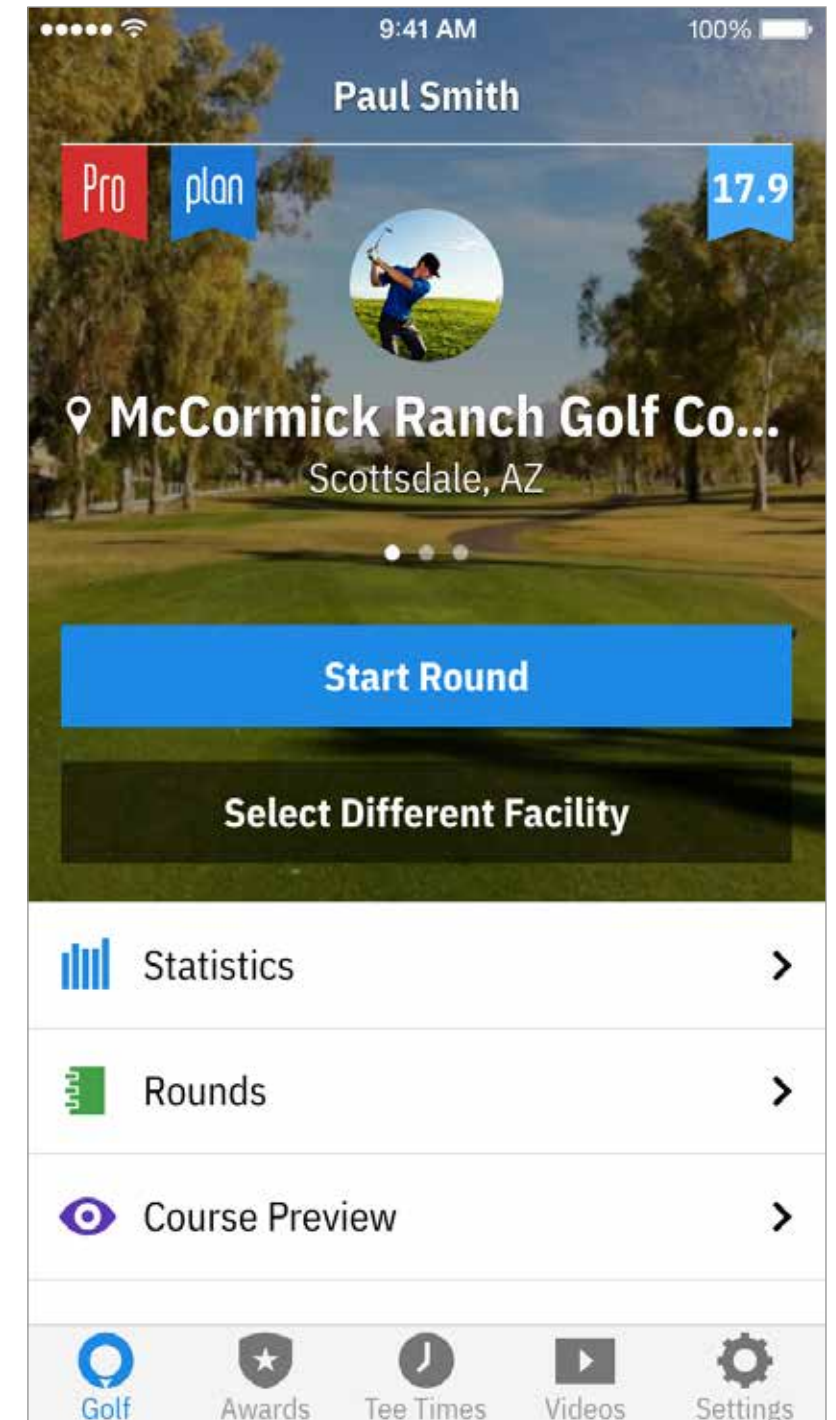 9:41 AM
100%
Paul Smith
Pro
plan
17.9
McCormick Ranch Golf Co...
Scottsdale, AZ
Start Round
Select Different Facility
Statistics
Rounds
Course Preview
Golf
Awards
Tee Times
Videos
Settings